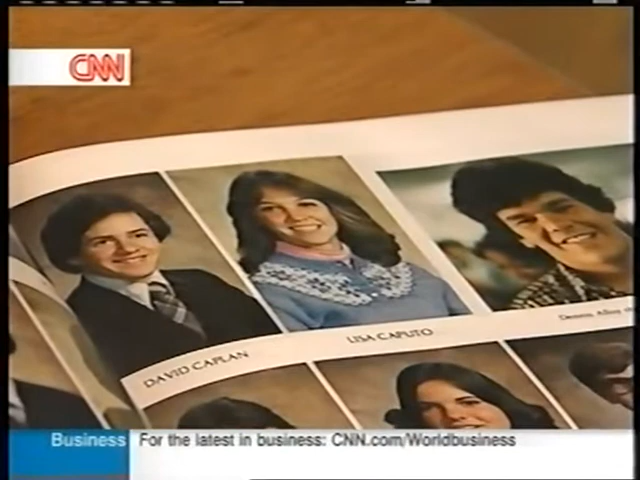 CNN
DAVID CAPLAN
LISA CAPUTO
Business
For the latest in business: CNN.com/Worldbusiness